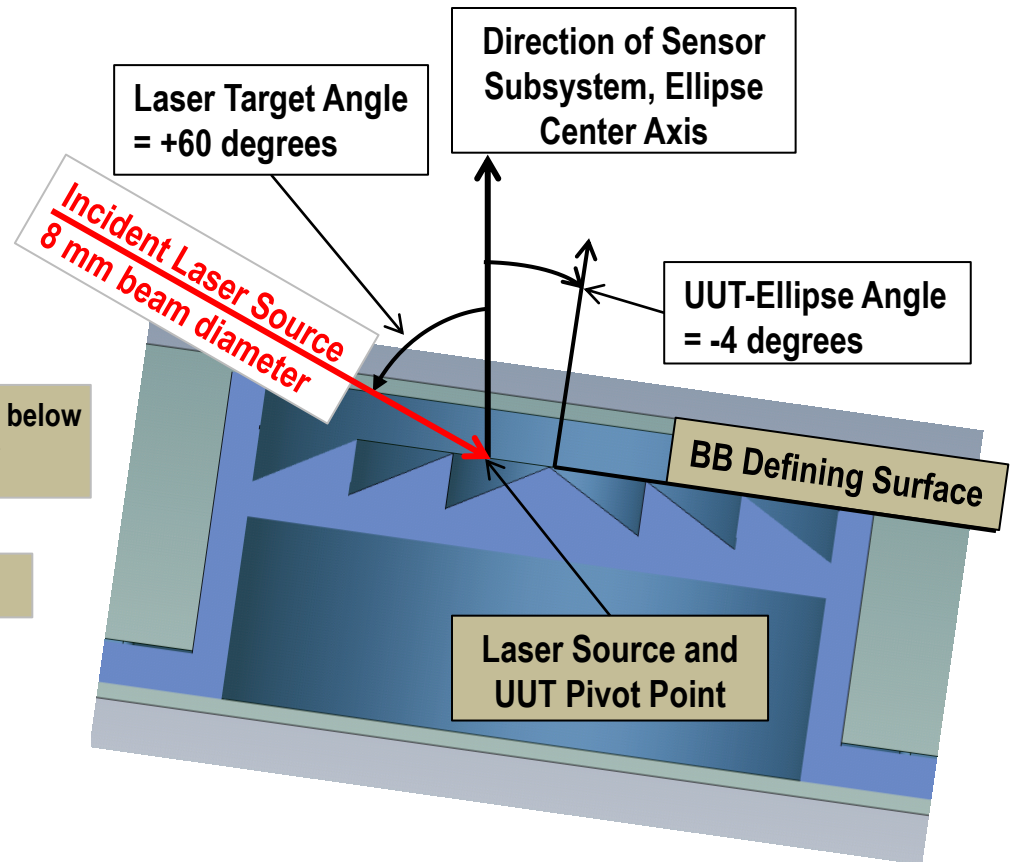 Direction of Sensor
Subsystem, Ellipse
Center Axis
Laser Target Angle
= +60 degrees
Incident Laser Source
8 mm beam diameter
UUT-Ellipse Angle
= -4 degrees
below
BB Defining Surface
Laser Source and
UUT Pivot Point